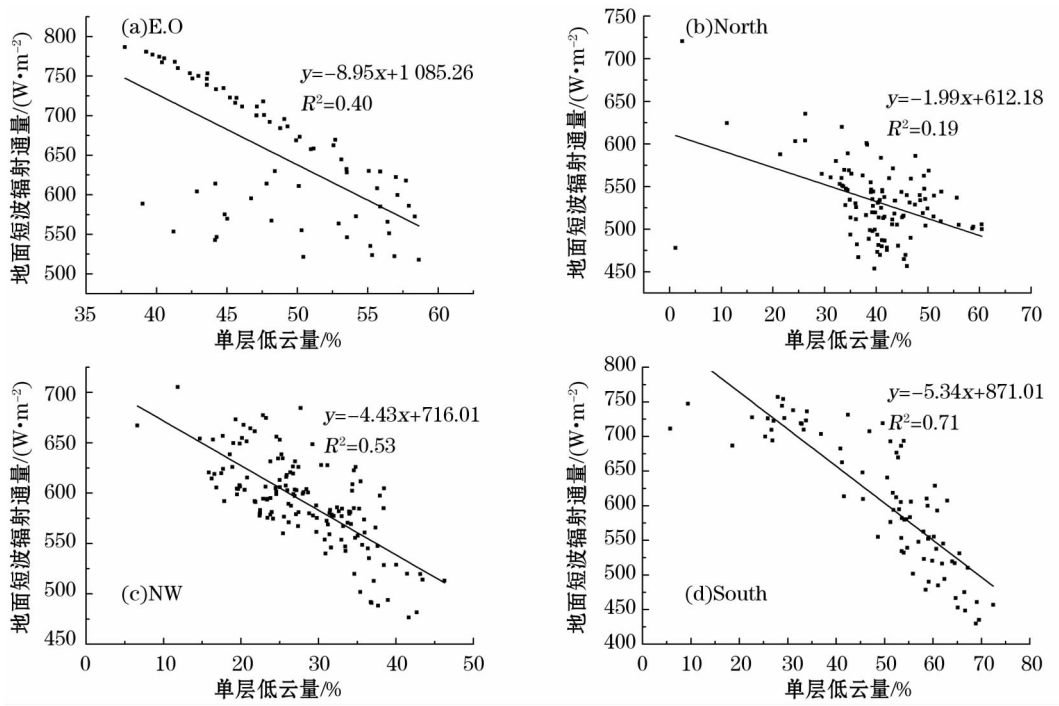 (a)E.O
y=−8.95x+1 085.26
R²=0.40
800
750
700
650
600
550
500
35 40 45 50 55 60
单层低云量/%
地面短波辐射通量/(W•m⁻²)
(b)North
y=−1.99x+612.18
R²=0.19
750
700
650
600
550
500
450
0 10 20 30 40 50 60 70
单层低云量/%
地面短波辐射通量/(W•m⁻²)
(c)NW
y=−4.43x+716.01
R²=0.53
700
650
600
550
500
450
0 10 20 30 40 50
单层低云量/%
地面短波辐射通量/(W•m⁻²)
(d)South
y=−5.34x+871.01
R²=0.71
800
750
700
650
600
550
500
450
400
0 10 20 30 40 50 60 70 80
单层低云量/%
地面短波辐射通量/(W•m⁻²)